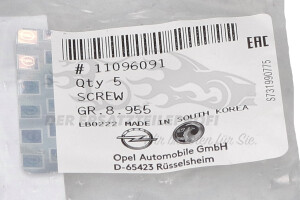 # 11096091
Qty 5
SCREW
GR.8.955
LB0222 MADE IN SOUTH KOREA
Opel Automobile GmbH
D-65423 Rüsselsheim
EAC
S731990775